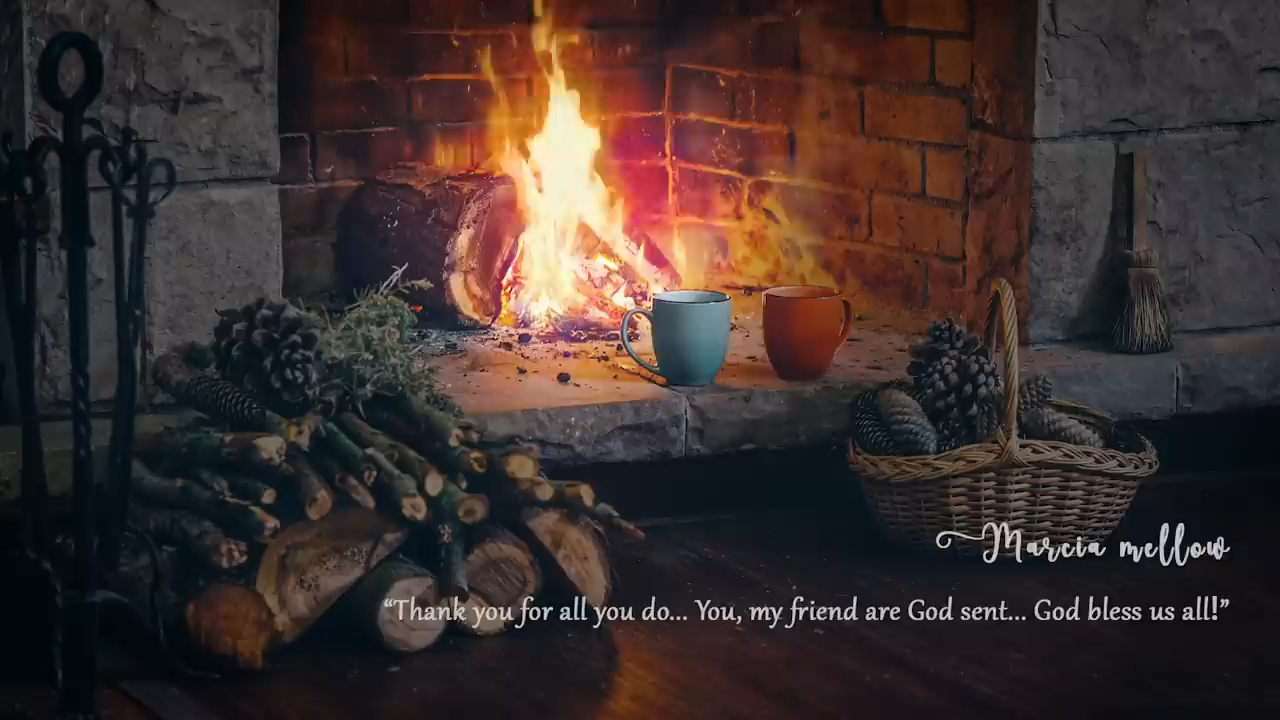 Marcia mellow
“Thank you for all you do... You, my friend are God sent... God bless us all!”